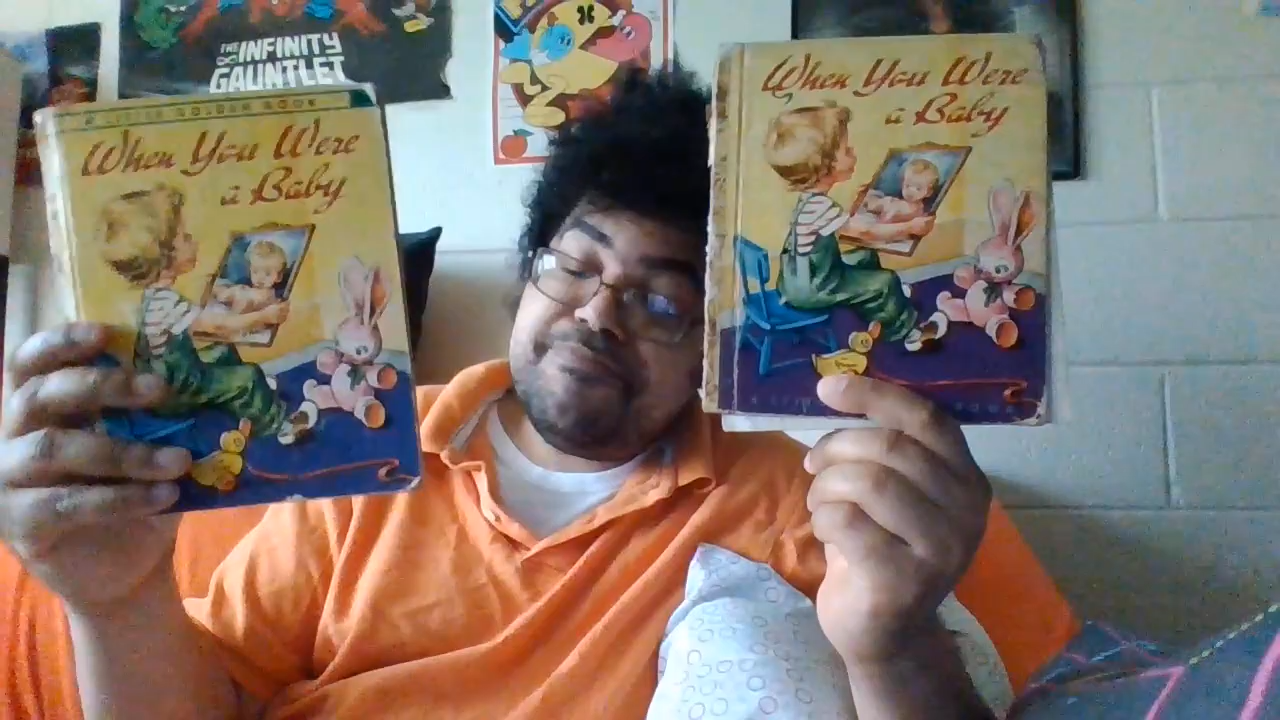 THE
INFINITY
GAUNTLET
A LITTLE GOLDEN BOOK
When You Were
a Baby
When You Were
a Baby